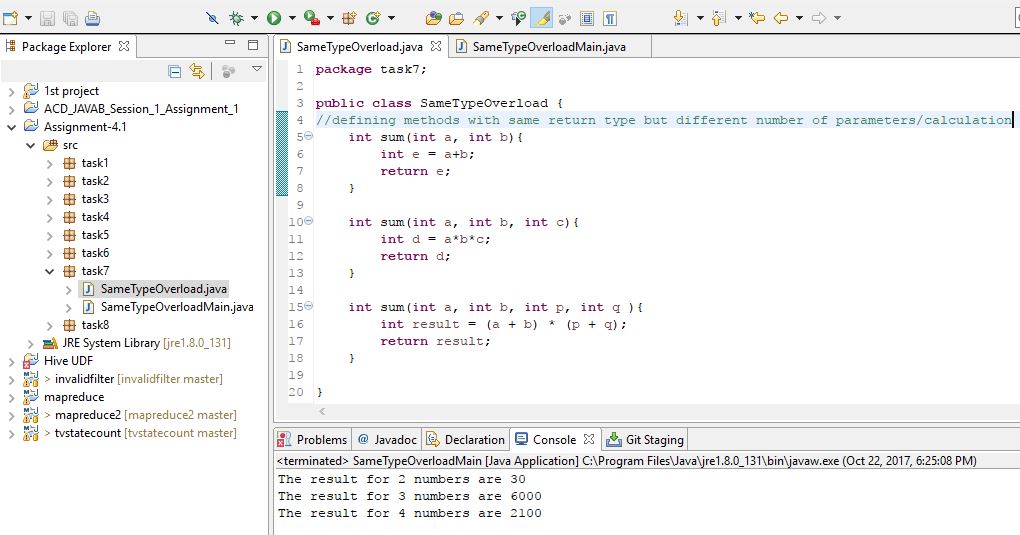 Package Explorer
1st project
ACD_JAVAB_Session_1_Assignment_1
Assignment-4.1
src
task1
task2
task3
task4
task5
task6
task7
SameTypeOverload.java
SameTypeOverloadMain.java
task8
JRE System Library [jre1.8.0_131]
Hive UDF
> invalidfilter [invalidfilter master]
mapreduce
> mapreduce2 [mapreduce2 master]
> tvstatecount [tvstatecount master]
SameTypeOverload.java SameTypeOverloadMain.java
1 package task7;
2
3 public class SameTypeOverload {
4 //defining methods with same return type but different number of parameters/calculation
5 int sum(int a, int b){
6 int e = a+b;
7 return e;
8 }
9
10 int sum(int a, int b, int c){
11 int d = a*b*c;
12 return d;
13 }
14
15 int sum(int a, int b, int p, int q ){
16 int result = (a + b) * (p + q);
17 return result;
18 }
19
20 }
Problems @ Javadoc Declaration Console Git Staging
<terminated> SameTypeOverloadMain [Java Application] C:\Program Files\Java\jre1.8.0_131\bin\javaw.exe (Oct 22, 2017, 6:25:08 PM)
The result for 2 numbers are 30
The result for 3 numbers are 6000
The result for 4 numbers are 2100